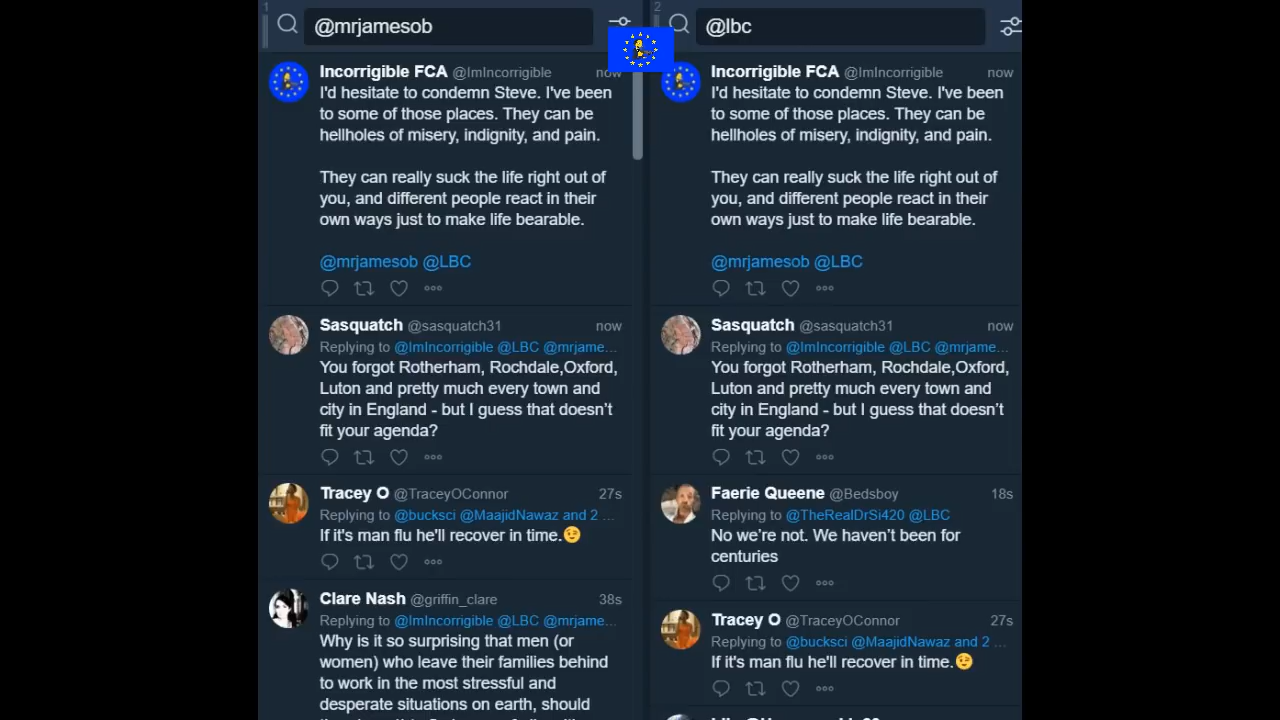 1
@mrjamesob
Incorrigible FCA @ImIncorrigible now
I'd hesitate to condemn Steve. I've been
to some of those places. They can be
hellholes of misery, indignity, and pain.
They can really suck the life right out of
you, and different people react in their
own ways just to make life bearable.
@mrjamesob @LBC
Sasquatch @sasquatch31 now
Replying to @ImIncorrigible @LBC @mrjame...
You forgot Rotherham, Rochdale,Oxford,
Luton and pretty much every town and
city in England - but I guess that doesn’t
fit your agenda?
Tracey O @TraceyOConnor 27s
Replying to @bucksci @MaajidNawaz and 2 ...
If it's man flu he'll recover in time.😉
Clare Nash @griffin_clare 38s
Replying to @ImIncorrigible @LBC @mrjame...
Why is it so surprising that men (or
women) who leave their families behind
to work in the most stressful and
desperate situations on earth, should
2
@lbc
Incorrigible FCA @ImIncorrigible now
I'd hesitate to condemn Steve. I've been
to some of those places. They can be
hellholes of misery, indignity, and pain.
They can really suck the life right out of
you, and different people react in their
own ways just to make life bearable.
@mrjamesob @LBC
Sasquatch @sasquatch31 now
Replying to @ImIncorrigible @LBC @mrjame...
You forgot Rotherham, Rochdale,Oxford,
Luton and pretty much every town and
city in England - but I guess that doesn’t
fit your agenda?
Faerie Queene @Bedsboy 18s
Replying to @TheRealDrSi420 @LBC
No we’re not. We haven’t been for
centuries
Tracey O @TraceyOConnor 27s
Replying to @bucksci @MaajidNawaz and 2 ...
If it's man flu he'll recover in time.😉